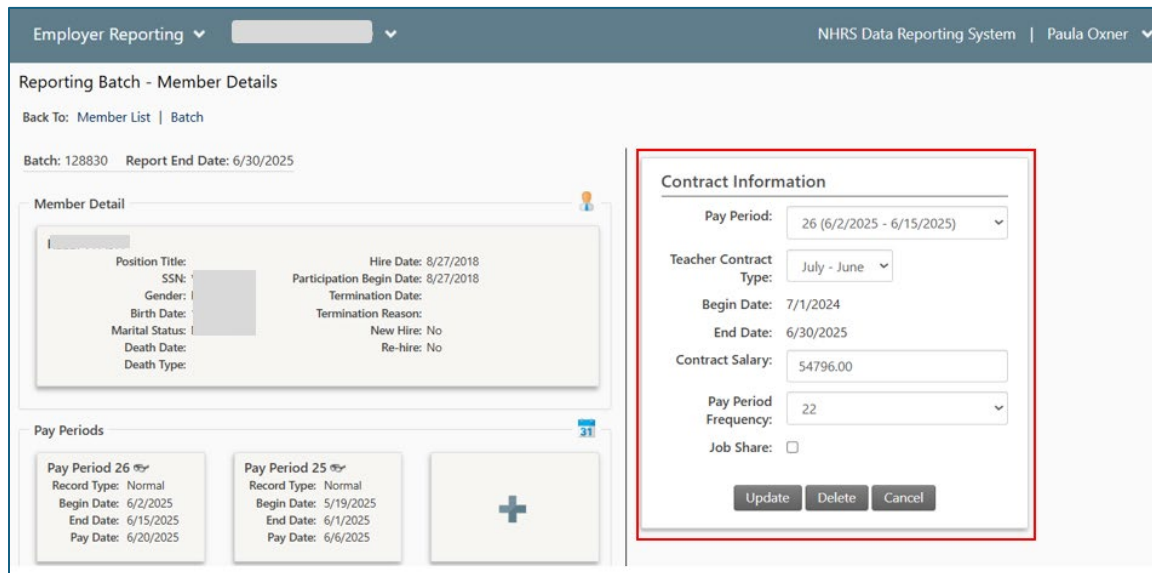 Employer Reporting
NHRS Data Reporting System | Paula Oxner
Reporting Batch - Member Details
Back To: Member List | Batch
Batch: 128830 Report End Date: 6/30/2025
Member Detail
Position Title:
SSN:
Gender:
Birth Date:
Marital Status:
Death Date:
Death Type:
Hire Date: 8/27/2018
Participation Begin Date: 8/27/2018
Termination Date:
Termination Reason:
New Hire: No
Re-hire: No
Pay Periods
31
Pay Period 26
Record Type: Normal
Begin Date: 6/2/2025
End Date: 6/15/2025
Pay Date: 6/20/2025
Pay Period 25
Record Type: Normal
Begin Date: 5/19/2025
End Date: 6/1/2025
Pay Date: 6/6/2025
Contract Information
Pay Period: 26 (6/2/2025 - 6/15/2025)
Teacher Contract
Type: July - June
Begin Date: 7/1/2024
End Date: 6/30/2025
Contract Salary: 54796.00
Pay Period
Frequency: 22
Job Share:
Update Delete Cancel